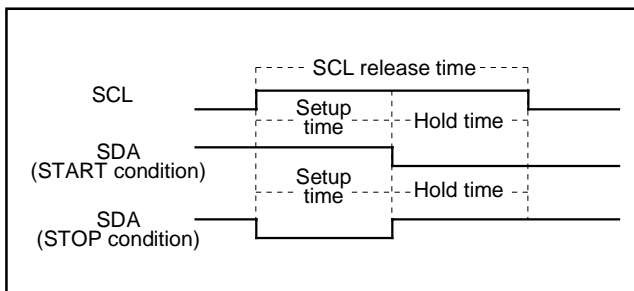 SCL release time
SCL
Setup
time
Hold time
SDA
(START condition)
Setup
time
Hold time
SDA
(STOP condition)